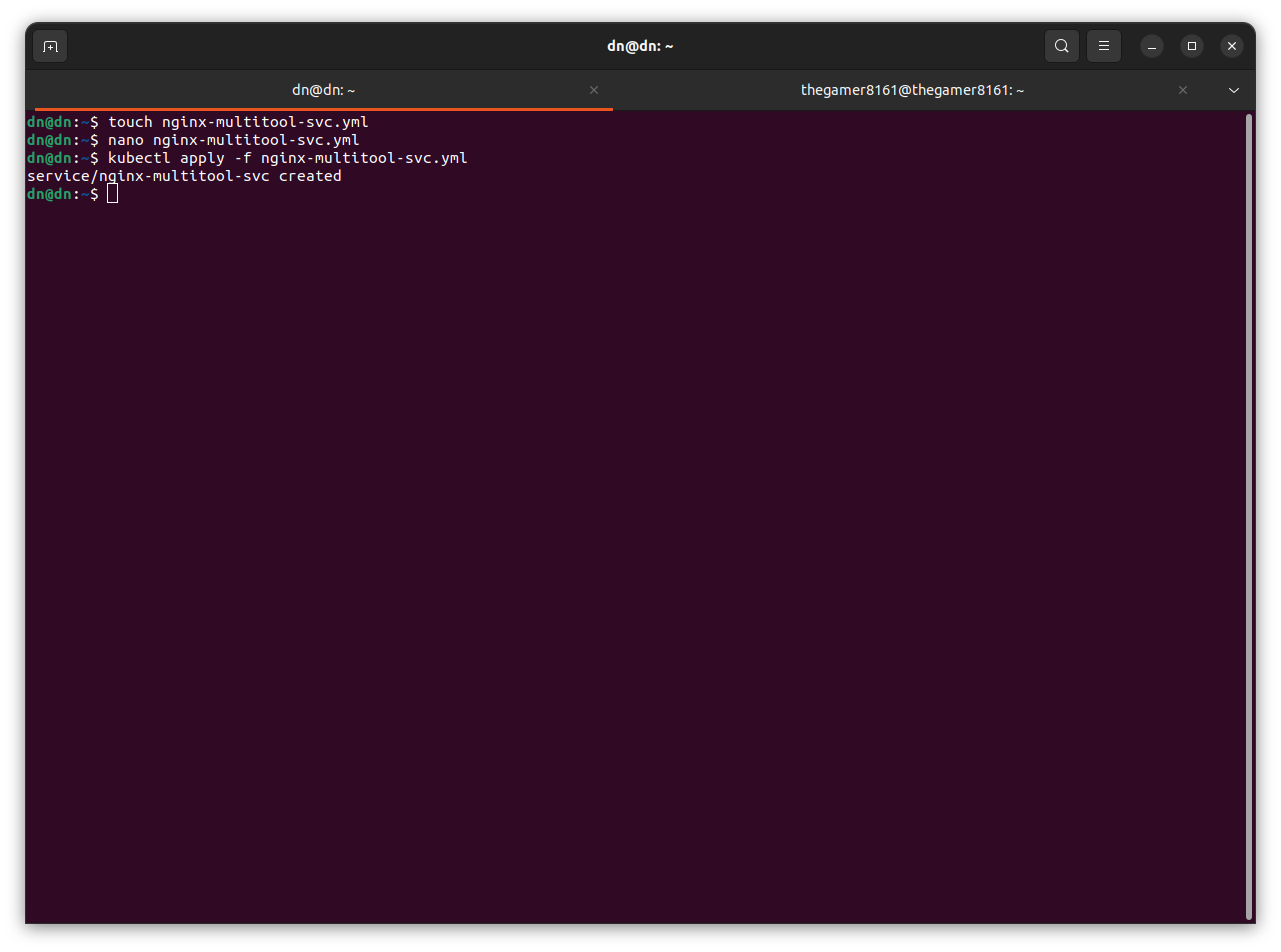 dn@dn: ~
dn@dn: ~
thegamer8161@thegamer8161: ~
dn@dn:~$ touch nginx-multitool-svc.yml
dn@dn:~$ nano nginx-multitool-svc.yml
dn@dn:~$ kubectl apply -f nginx-multitool-svc.yml
service/nginx-multitool-svc created
dn@dn:~$